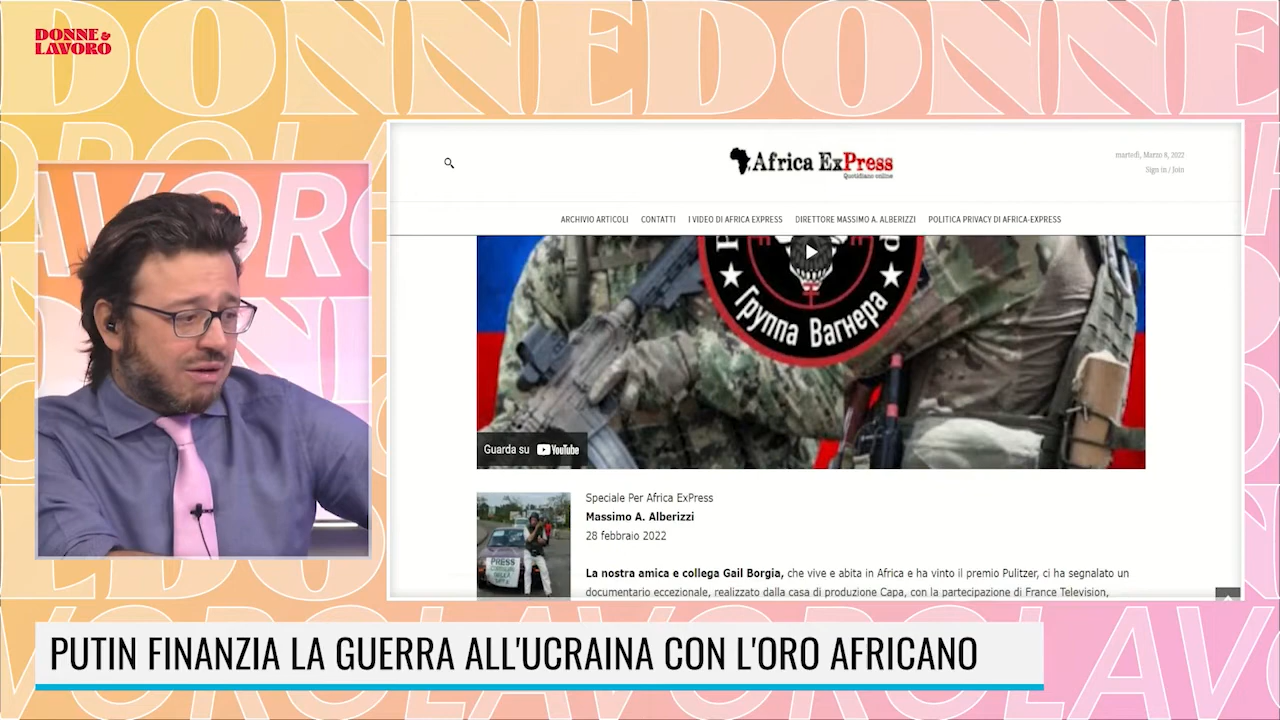 DONNE&
LAVORO
DONNEDONNE
AVORO
Africa ExPress
Quotidiano online
martedì, Marzo 8, 2022
Sign in / Join
ARCHIVIO ARTICOLI CONTATTI I VIDEO DI AFRICA EXPRESS DIRETTORE MASSIMO A. ALBERIZZI POLITICA PRIVACY DI AFRICA-EXPRESS
Группа Вагнера
Guarda su YouTube
Speciale Per Africa ExPress
Massimo A. Alberizzi
28 febbraio 2022
PRESS
La nostra amica e collega Gail Borgia, che vive e abita in Africa e ha vinto il premio Pulitzer, ci ha segnalato un
documentario eccezionale, realizzato dalla casa di produzione Capa, con la partecipazione di France Television,
PUTIN FINANZIA LA GUERRA ALL'UCRAINA CON L'ORO AFRICANO